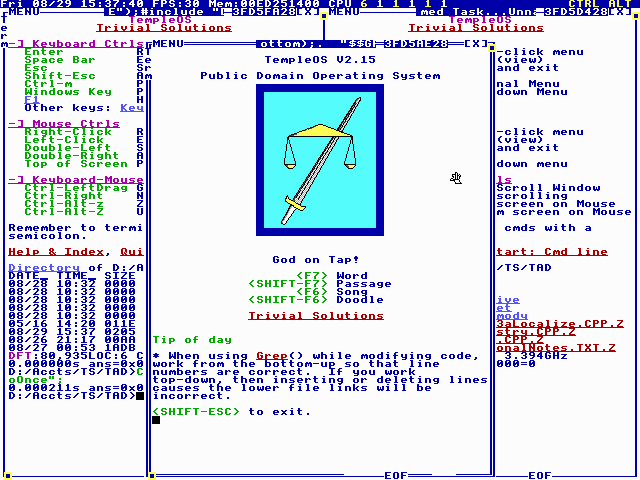 Fri 08/29 15:37:40 FPS:30 Mem:00ED251400 CPU 6 1 1 1 1 1 CTRL ALT
MENU E");#include "D 3FD5FA28[X] MENU med Task...Unna 3FD5D428[X]
TempleOS
Trivial Solutions Trivial Solutions
-] Keyboard Ctrls
Enter
Space Bar
Esc
Shift-Esc
Ctrl-m
Windows Key
F1
Other keys: Key
-] Mouse Ctrls
Right-Click
Left-Click
Double-Left
Double-Right
Top of Screen
-] Keyboard-Mouse
Ctrl-LeftDrag
Ctrl-Right
Ctrl-Alt-z
Ctrl-Alt-Z
Remember to termi
semicolon.
Help & Index, Qui
Directory of D:/A
DATE_ TIME_ SIZE
08/28 10:32 0000
08/28 10:32 0000
08/28 10:32 0000
08/28 10:32 0000
08/28 10:32 0000
05/16 14:20 011E
08/29 15:37 0205
08/26 21:17 00AA
08/27 00:53 1ADB
DFT:80,935LOC:6 C
0.000000s ans=0x0
D:/Accts/TS/TAD>C
oOnce";
0.109211s ans=0x0
D:/Accts/TS/TAD>
MENU ottom);. "$$GR 3FD5AE28[X]
TempleOS V2.15
Public Domain Operating System
God on Tap!
<F7> Word
<SHIFT-F7> Passage
<F6> Song
<SHIFT-F6> Doodle
Trivial Solutions
Tip of day
* When using Grep() while modifying code,
work from the bottom-up so that line
numbers are correct. If you work
top-down, then inserting or deleting lines
causes the lower file links will be
incorrect.
<SHIFT-ESC> to exit.
EOF
-click menu
(view)
and exit
nal Menu
down Menu
-click menu
(view)
and exit
down menu
ls
Scroll Window
scrolling
screen on Mouse
m screen on Mouse
cmds with a
tart: Cmd line
/TS/TAD
ive
et
mody
3aLocalize.CPP.Z
stry.CPP.Z
.CPP.Z
onalNotes.TXT.Z
3.394GHz
000=0
EOF